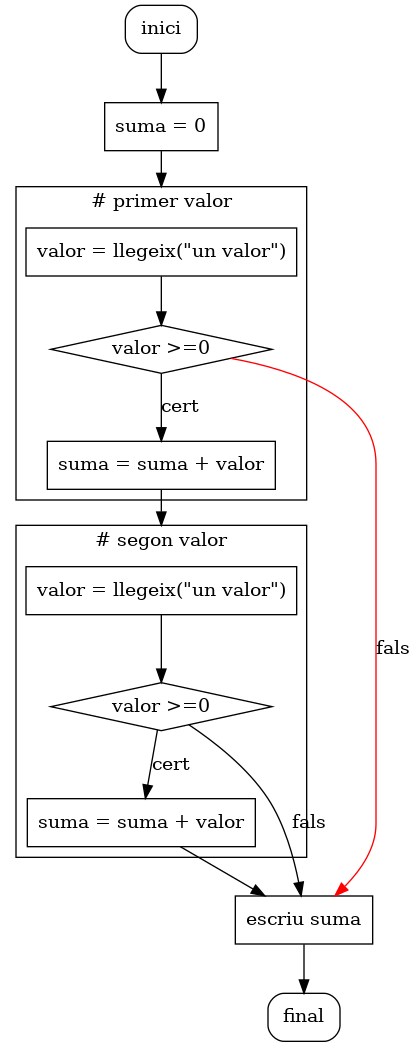 inici
suma = 0
# primer valor
valor = llegeix("un valor")
valor >=0
cert
suma = suma + valor
# segon valor
valor = llegeix("un valor")
fals
valor >=0
cert
suma = suma + valor
fals
escriu suma
final